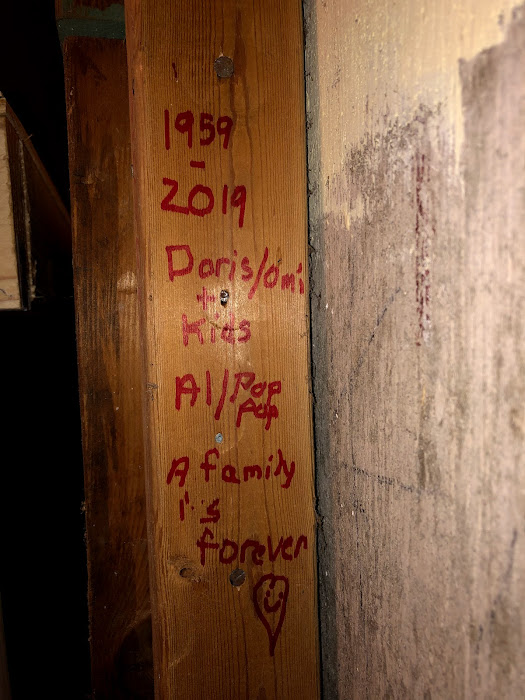 1959
-
2019
Doris/Omi
+
Kids
Al/Pop
Pop
A family
is
forever